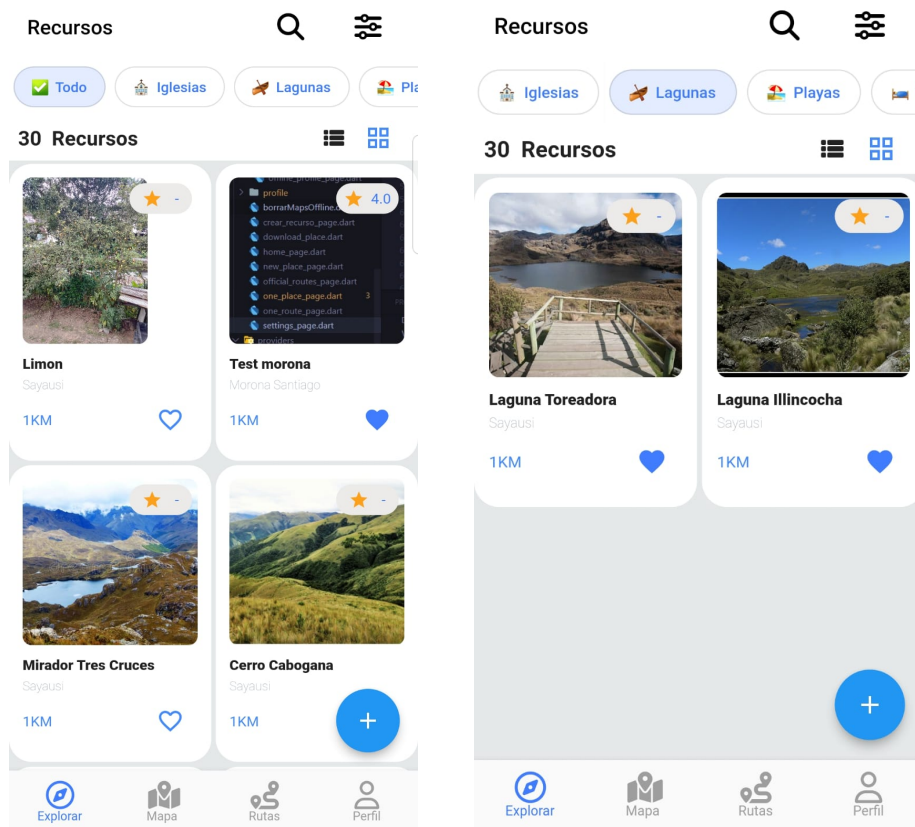 Recursos
Todo
Iglesias
Lagunas
Pla
30 Recursos
-
4.0
profile
borrarMapsOffline.d
crear_recurso_page.dart
download_place.dart
home_page.dart
new_place_page.dart
official_routes_page.dart
one_place_page.dart 3
one_route_page.dart
settings_page.dart
providers
Limon
Sayausi
1KM
Test morona
Morona Santiago
1KM
-
-
Mirador Tres Cruces
Sayausi
1KM
Cerro Cabogana
Sayausi
1KM
+
Explorar
Mapa
Rutas
Perfil
Recursos
Iglesias
Lagunas
Playas
30 Recursos
-
-
Laguna Toreadora
Sayausi
1KM
Laguna Illincocha
Sayausi
1KM
+
Explorar
Mapa
Rutas
Perfil